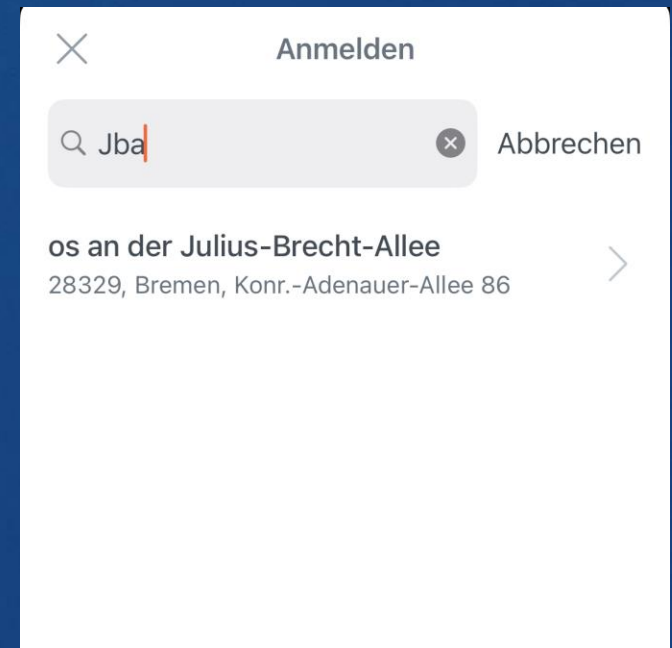 Anmelden
Jba
Abbrechen
os an der Julius-Brecht-Allee
28329, Bremen, Konr.-Adenauer-Allee 86